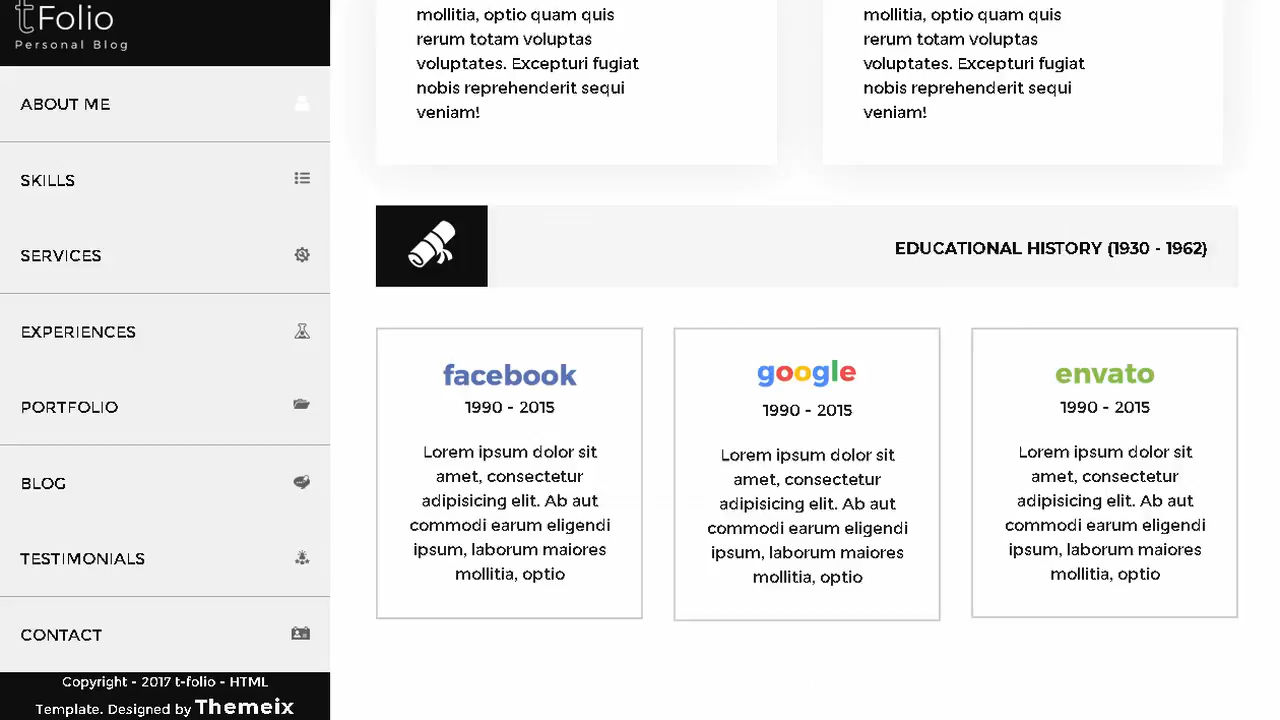 tFolio
Personal Blog
ABOUT ME
SKILLS
SERVICES
EXPERIENCES
PORTFOLIO
BLOG
TESTIMONIALS
CONTACT
Copyright - 2017 t-folio - HTML
Template. Designed by Themeix
mollitia, optio quam quis
rerum totam voluptas
voluptates. Excepturi fugiat
nobis reprehenderit sequi
veniam!
mollitia, optio quam quis
rerum totam voluptas
voluptates. Excepturi fugiat
nobis reprehenderit sequi
veniam!
EDUCATIONAL HISTORY (1930 - 1962)
facebook
1990 - 2015
Lorem ipsum dolor sit
amet, consectetur
adipisicing elit. Ab aut
commodi earum eligendi
ipsum, laborum maiores
mollitia, optio
google
1990 - 2015
Lorem ipsum dolor sit
amet, consectetur
adipisicing elit. Ab aut
commodi earum eligendi
ipsum, laborum maiores
mollitia, optio
envato
1990 - 2015
Lorem ipsum dolor sit
amet, consectetur
adipisicing elit. Ab aut
commodi earum eligendi
ipsum, laborum maiores
mollitia, optio